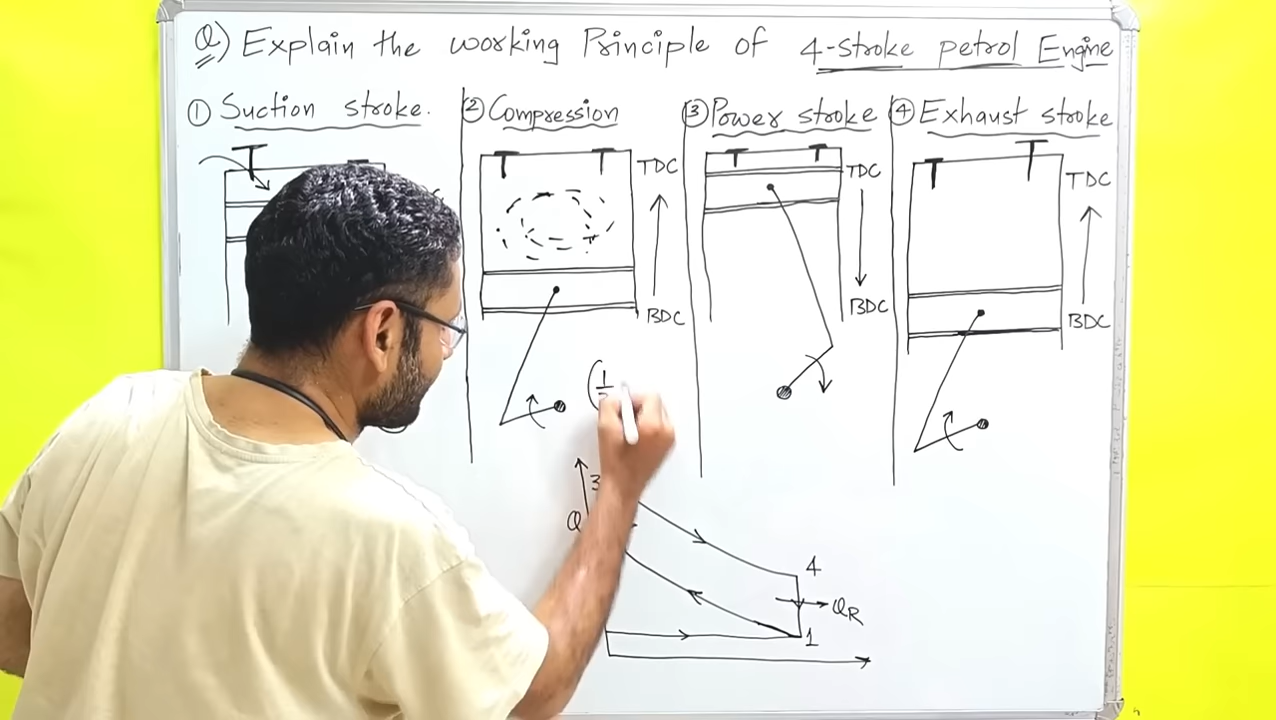 Q) Explain the working Principle of 4-stroke petrol Engine
① Suction stroke.
② Compression
③ Power stroke
④ Exhaust stroke
TDC
BDC
TDC
BDC
TDC
BDC
3
Q
4
QR
1